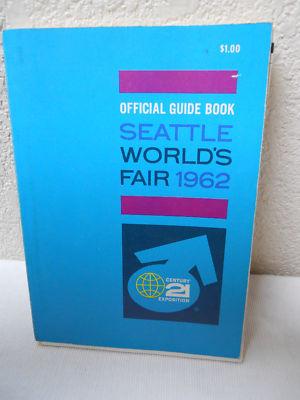 $1.00
OFFICIAL GUIDE BOOK
SEATTLE
WORLD'S
FAIR 1962
CENTURY
21
EXPOSITION